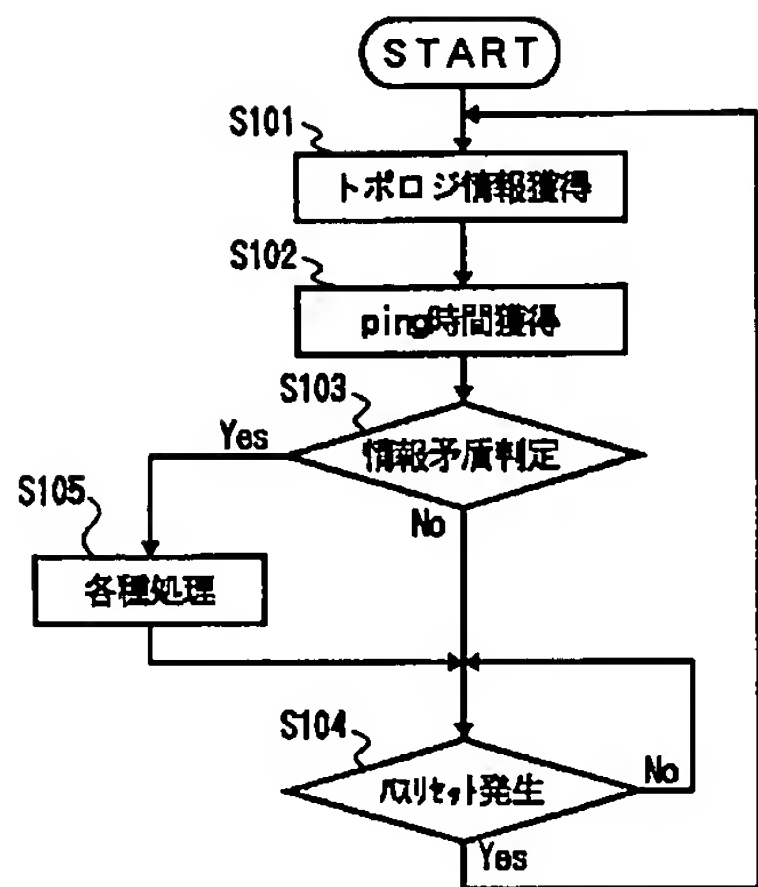 START
S101
トポロジ情報獲得
S102
ping時間獲得
S103
情報矛盾判定
Yes
No
S105
各種処理
S104
バスリセット発生
No
Yes